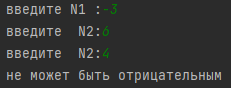 введите N1 :-3
введите  N2:6
введите  N2:4
не может быть отрицательным